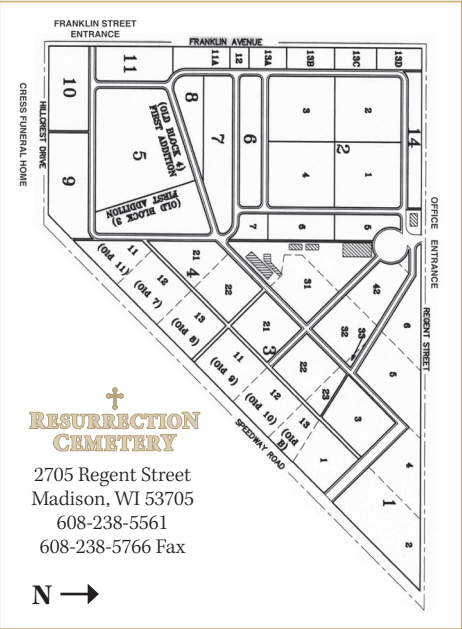 FRANKLIN STREET
ENTRANCE
FRANKLIN AVENUE
11
11A
12
13A
13B
13C
13D
10
8
7
6
3
2
14
2
5
(OLD BLOCK 4)
FIRST ADDITION
(OLD BLOCK 3)
FIRST ADDITION
4
1
9
HILLCREST DRIVE
CRESS FUNERAL HOME
7
6
5
OFFICE ENTRANCE
REGENT STREET
11
(Old 11)
12
(Old 7)
13
(Old 8)
21
4
22
31
42
32
33
6
5
21
3
22
23
11
(Old 9)
12
(Old 10)
13
(Old
B)
1
3
4
1
2
SPEEDWAY ROAD
RESURRECTION
CEMETERY
2705 Regent Street
Madison, WI 53705
608-238-5561
608-238-5766 Fax
N